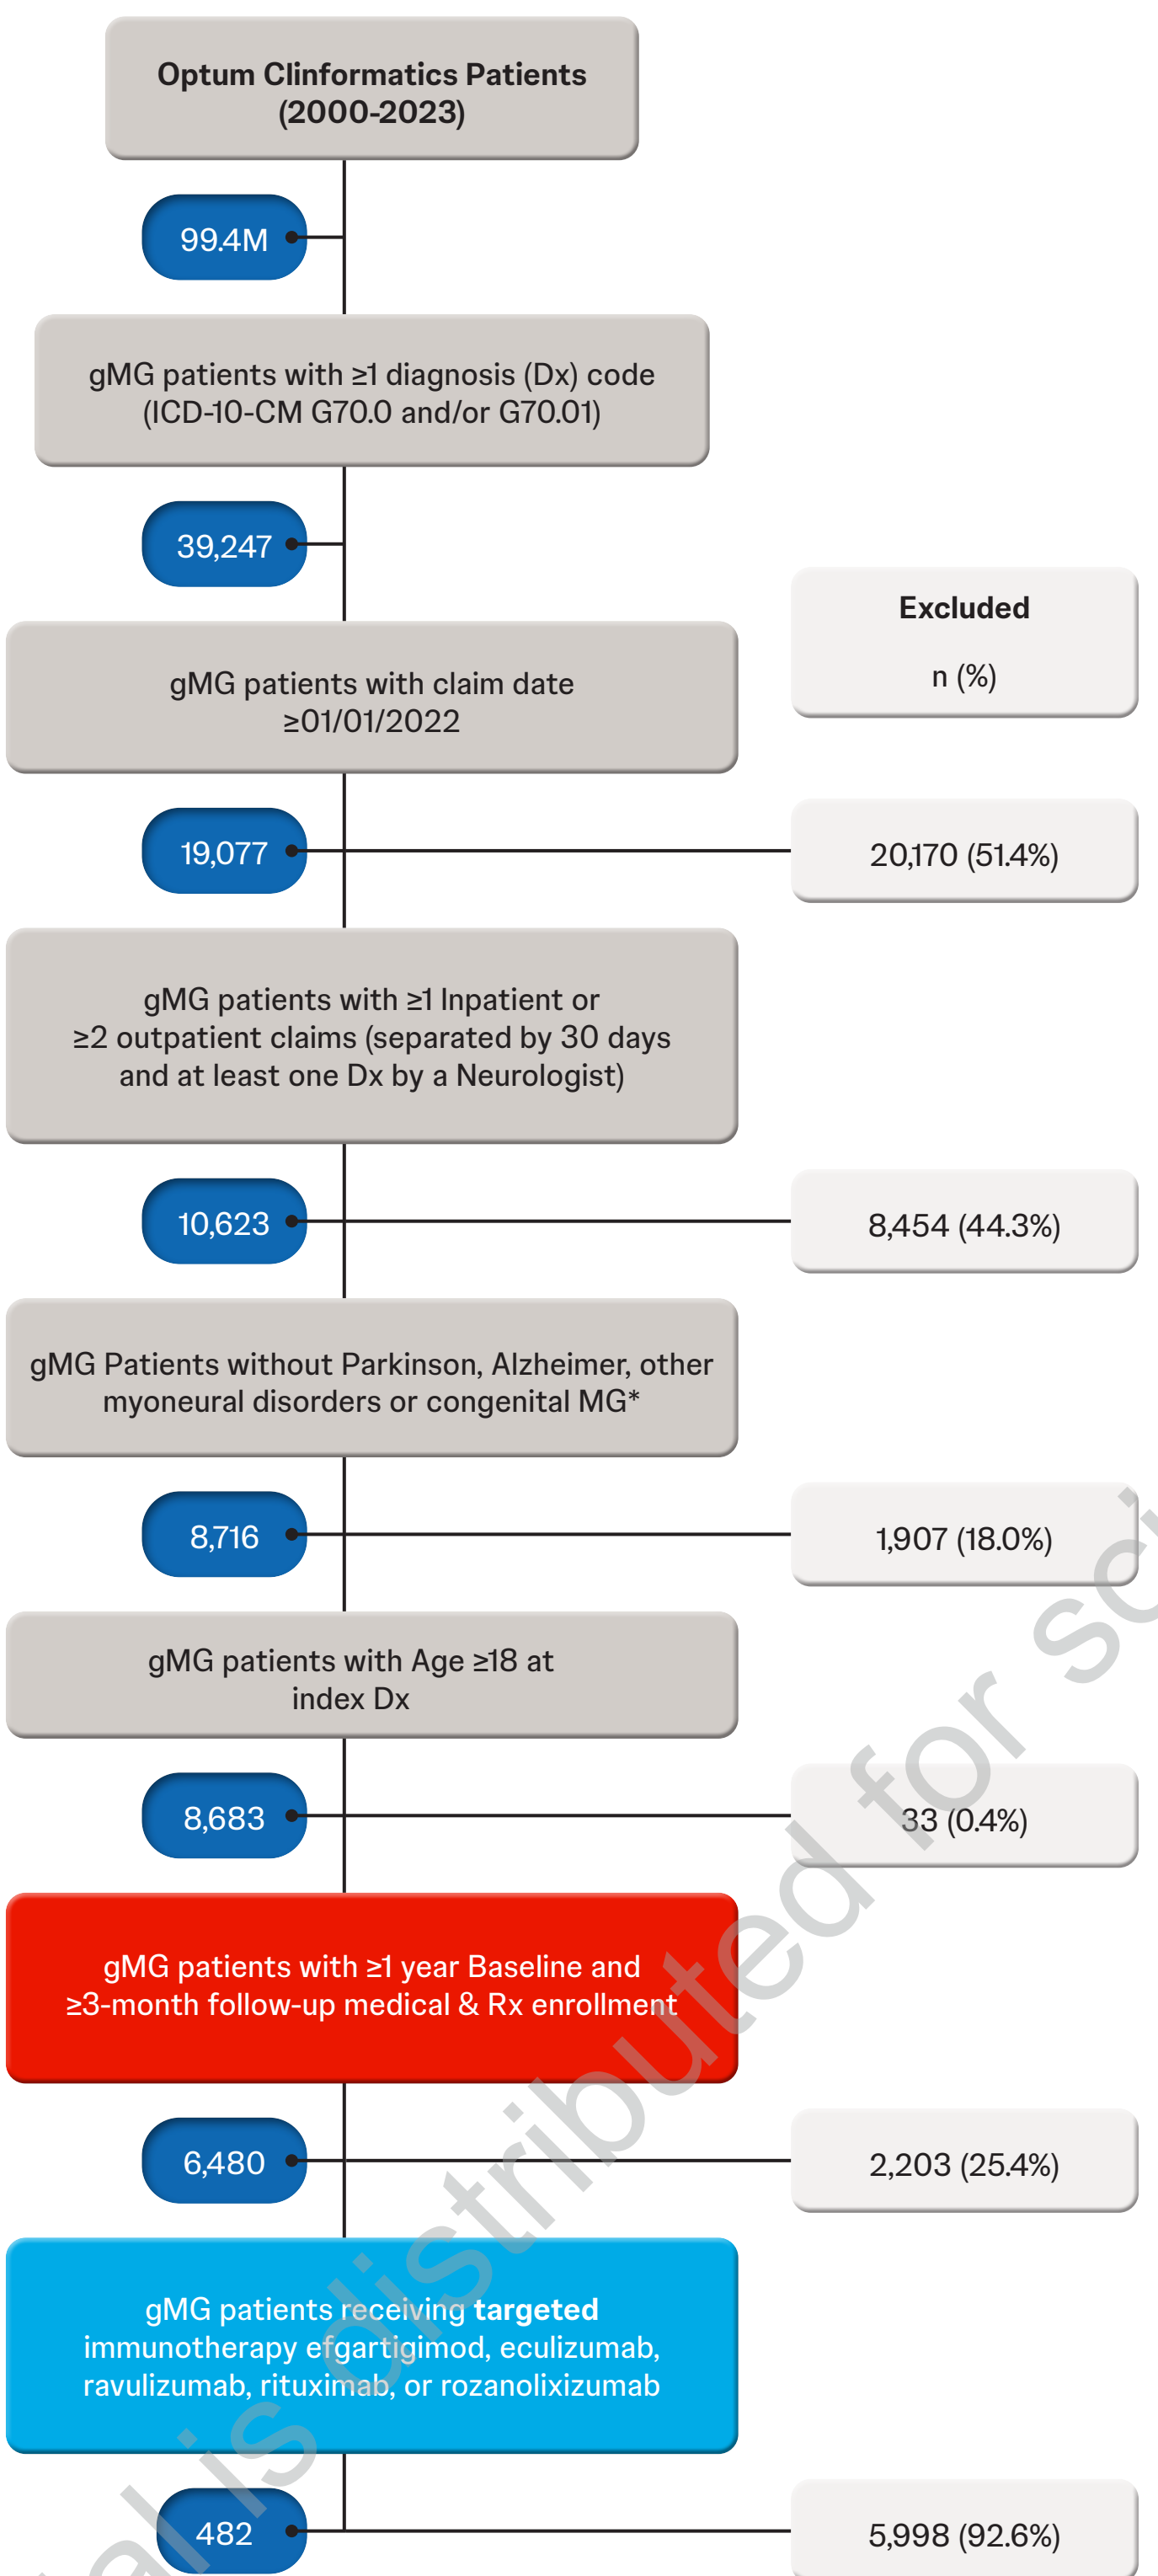 Optum Clinformatics Patients
(2000-2023)
99.4M
gMG patients with ≥1 diagnosis (Dx) code
(ICD-10-CM G70.0 and/or G70.01)
39,247
Excluded
n (%)
gMG patients with claim date
≥01/01/2022
19,077
20,170 (51.4%)
gMG patients with ≥1 Inpatient or
≥2 outpatient claims (separated by 30 days
and at least one Dx by a Neurologist)
10,623
8,454 (44.3%)
gMG Patients without Parkinson, Alzheimer, other
myoneural disorders or congenital MG*
8,716
1,907 (18.0%)
gMG patients with Age ≥18 at
index Dx
8,683
33 (0.4%)
gMG patients with ≥1 year Baseline and
≥3-month follow-up medical & Rx enrollment
6,480
2,203 (25.4%)
gMG patients receiving targeted
immunotherapy efgartigimod, eculizumab,
ravulizumab, rituximab, or rozanolixizumab
482
5,998 (92.6%)
is distributed for